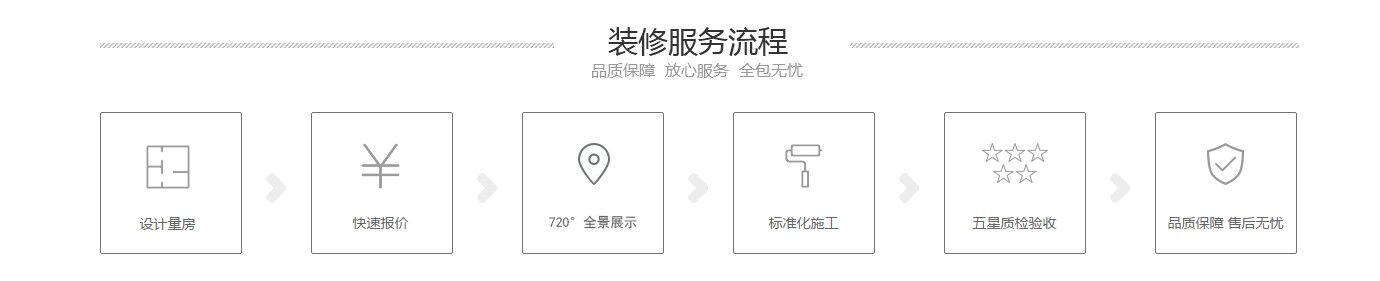 装修服务流程
品质保障 放心服务 全包无忧
设计量房
快速报价
720° 全景展示
标准化施工
五星质检验收
品质保障 售后无忧